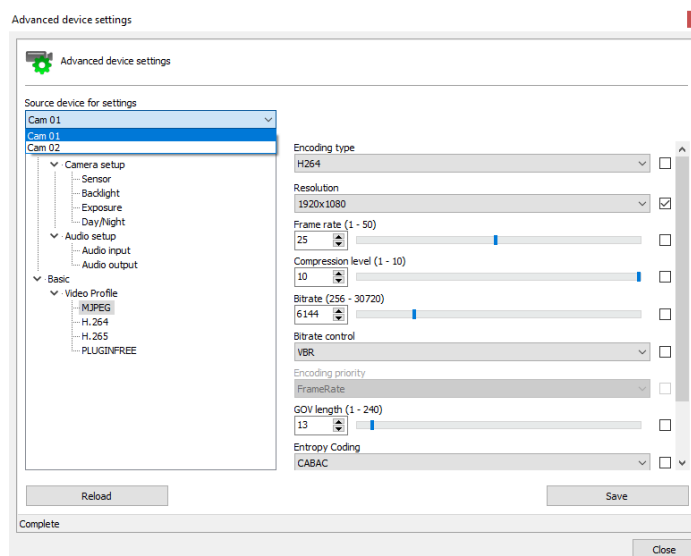 Advanced device settings
Advanced device settings
Source device for settings
Cam 01
Cam 01
Cam 02
Camera setup
Sensor
Backlight
Exposure
Day/Night
Audio setup
Audio input
Audio output
Basic
Video Profile
MJPEG
H.264
H.265
PLUGINFREE
Encoding type
H264
Resolution
1920x1080
Frame rate (1 - 50)
25
Compression level (1 - 10)
10
Bitrate (256 - 30720)
6144
Bitrate control
VBR
Encoding priority
FrameRate
GOV length (1 - 240)
13
Entropy Coding
CABAC
Reload
Save
Complete
Close